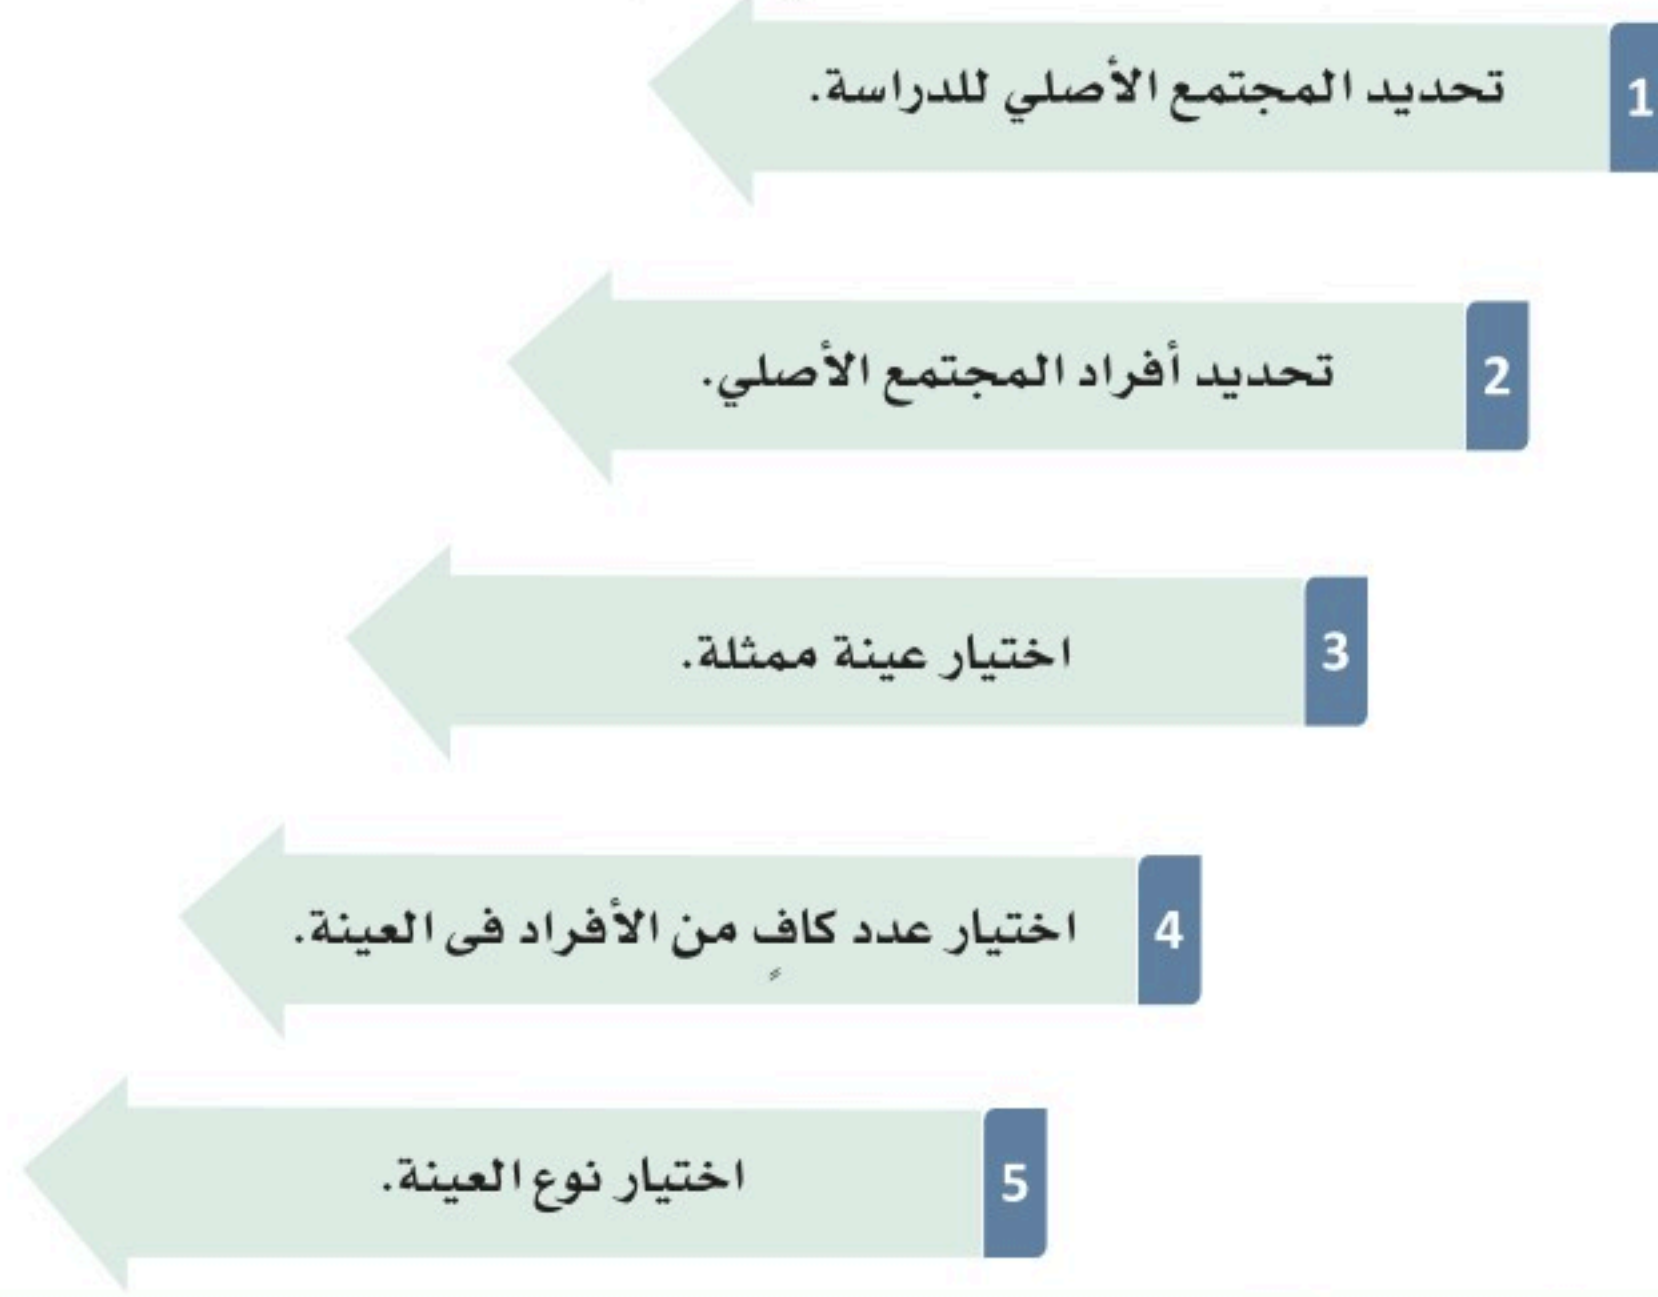 1 تحديد المجتمع الأصلي للدراسة.
2 تحديد أفراد المجتمع الأصلي.
3 اختيار عينة ممثلة.
4 اختيار عدد كافٍ من الأفراد فى العينة.
5 اختيار نوع العينة.